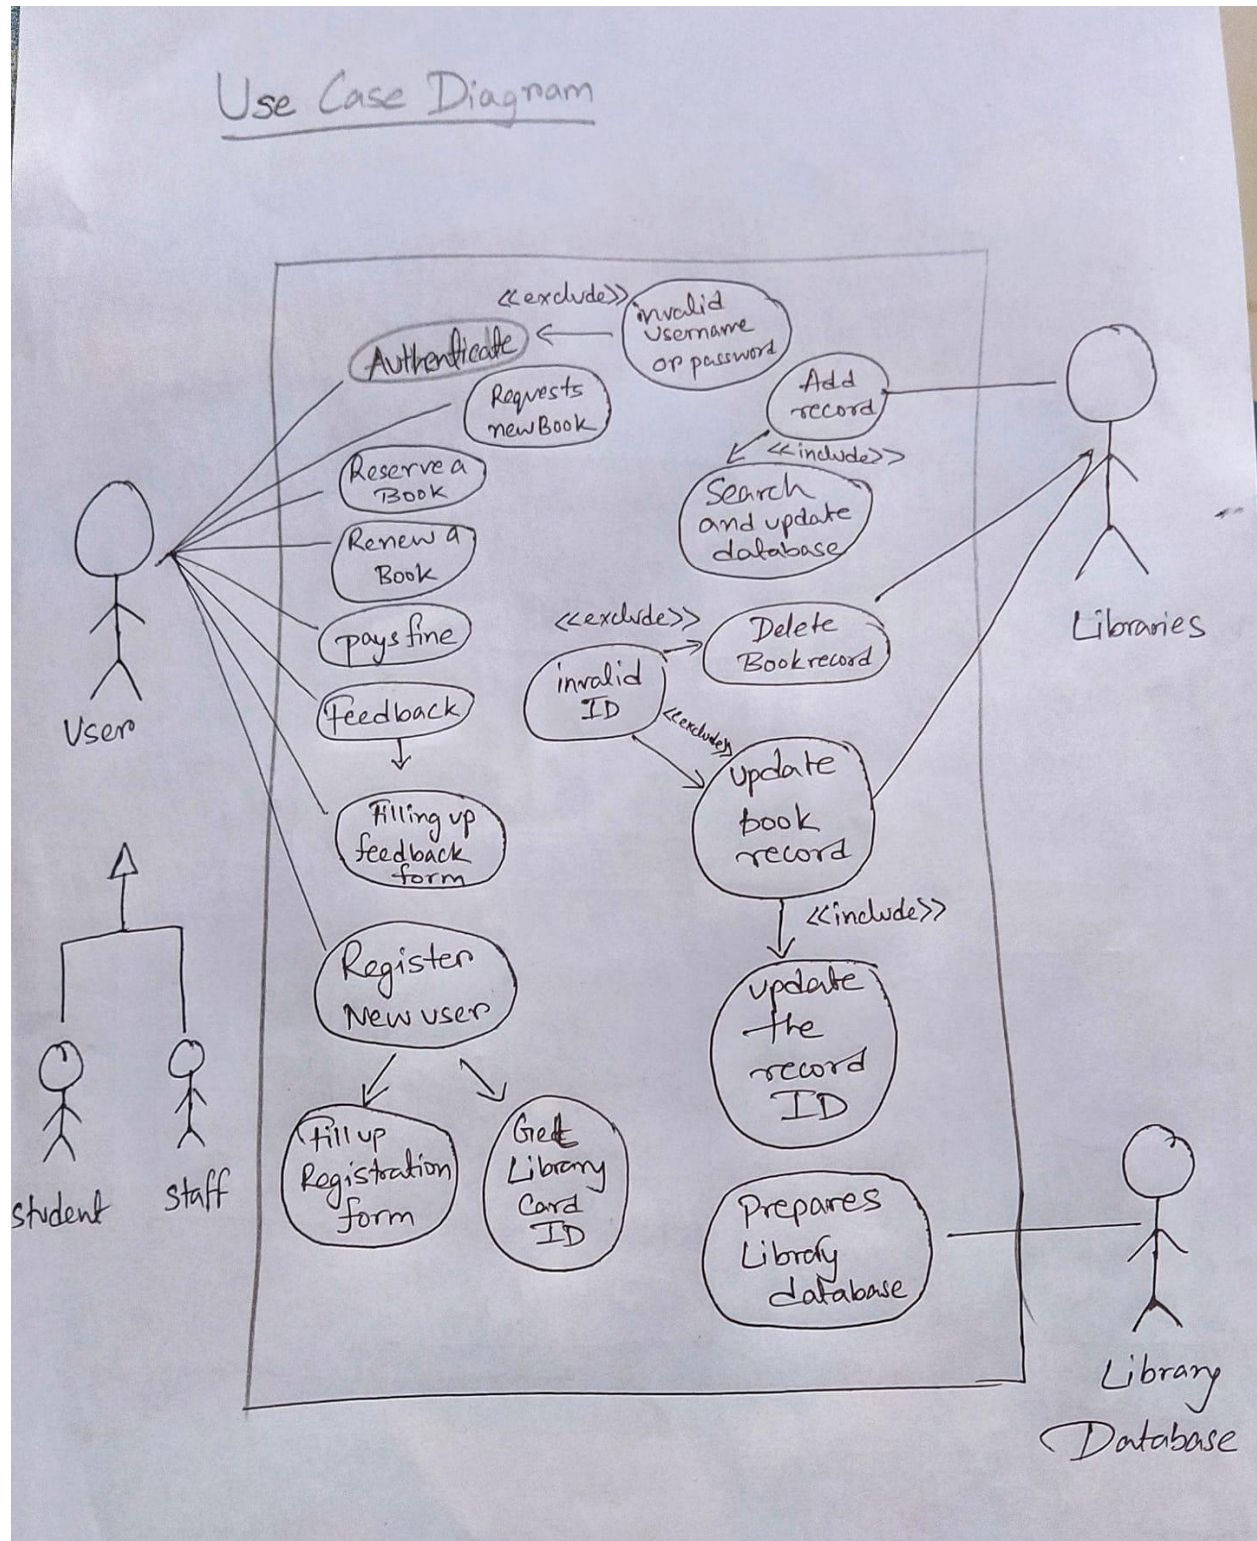 Use Case Diagram
<<exclude>>
invalid
username
or password
Authenticate
Requests
new Book
Add
record
<<include>>
Reserve a
Book
Search
and update
database
Renew a
Book
pays fine
<<exclude>>
Delete
Book record
Libraries
invalid
ID
<<exclude>>
Feedback
User
update
book
record
Filling up
feedback
form
<<include>>
Register
New user
update
the
record
ID
Fill up
Registration
form
Get
Library
Card
ID
student
staff
Prepares
Library
database
Library
Database